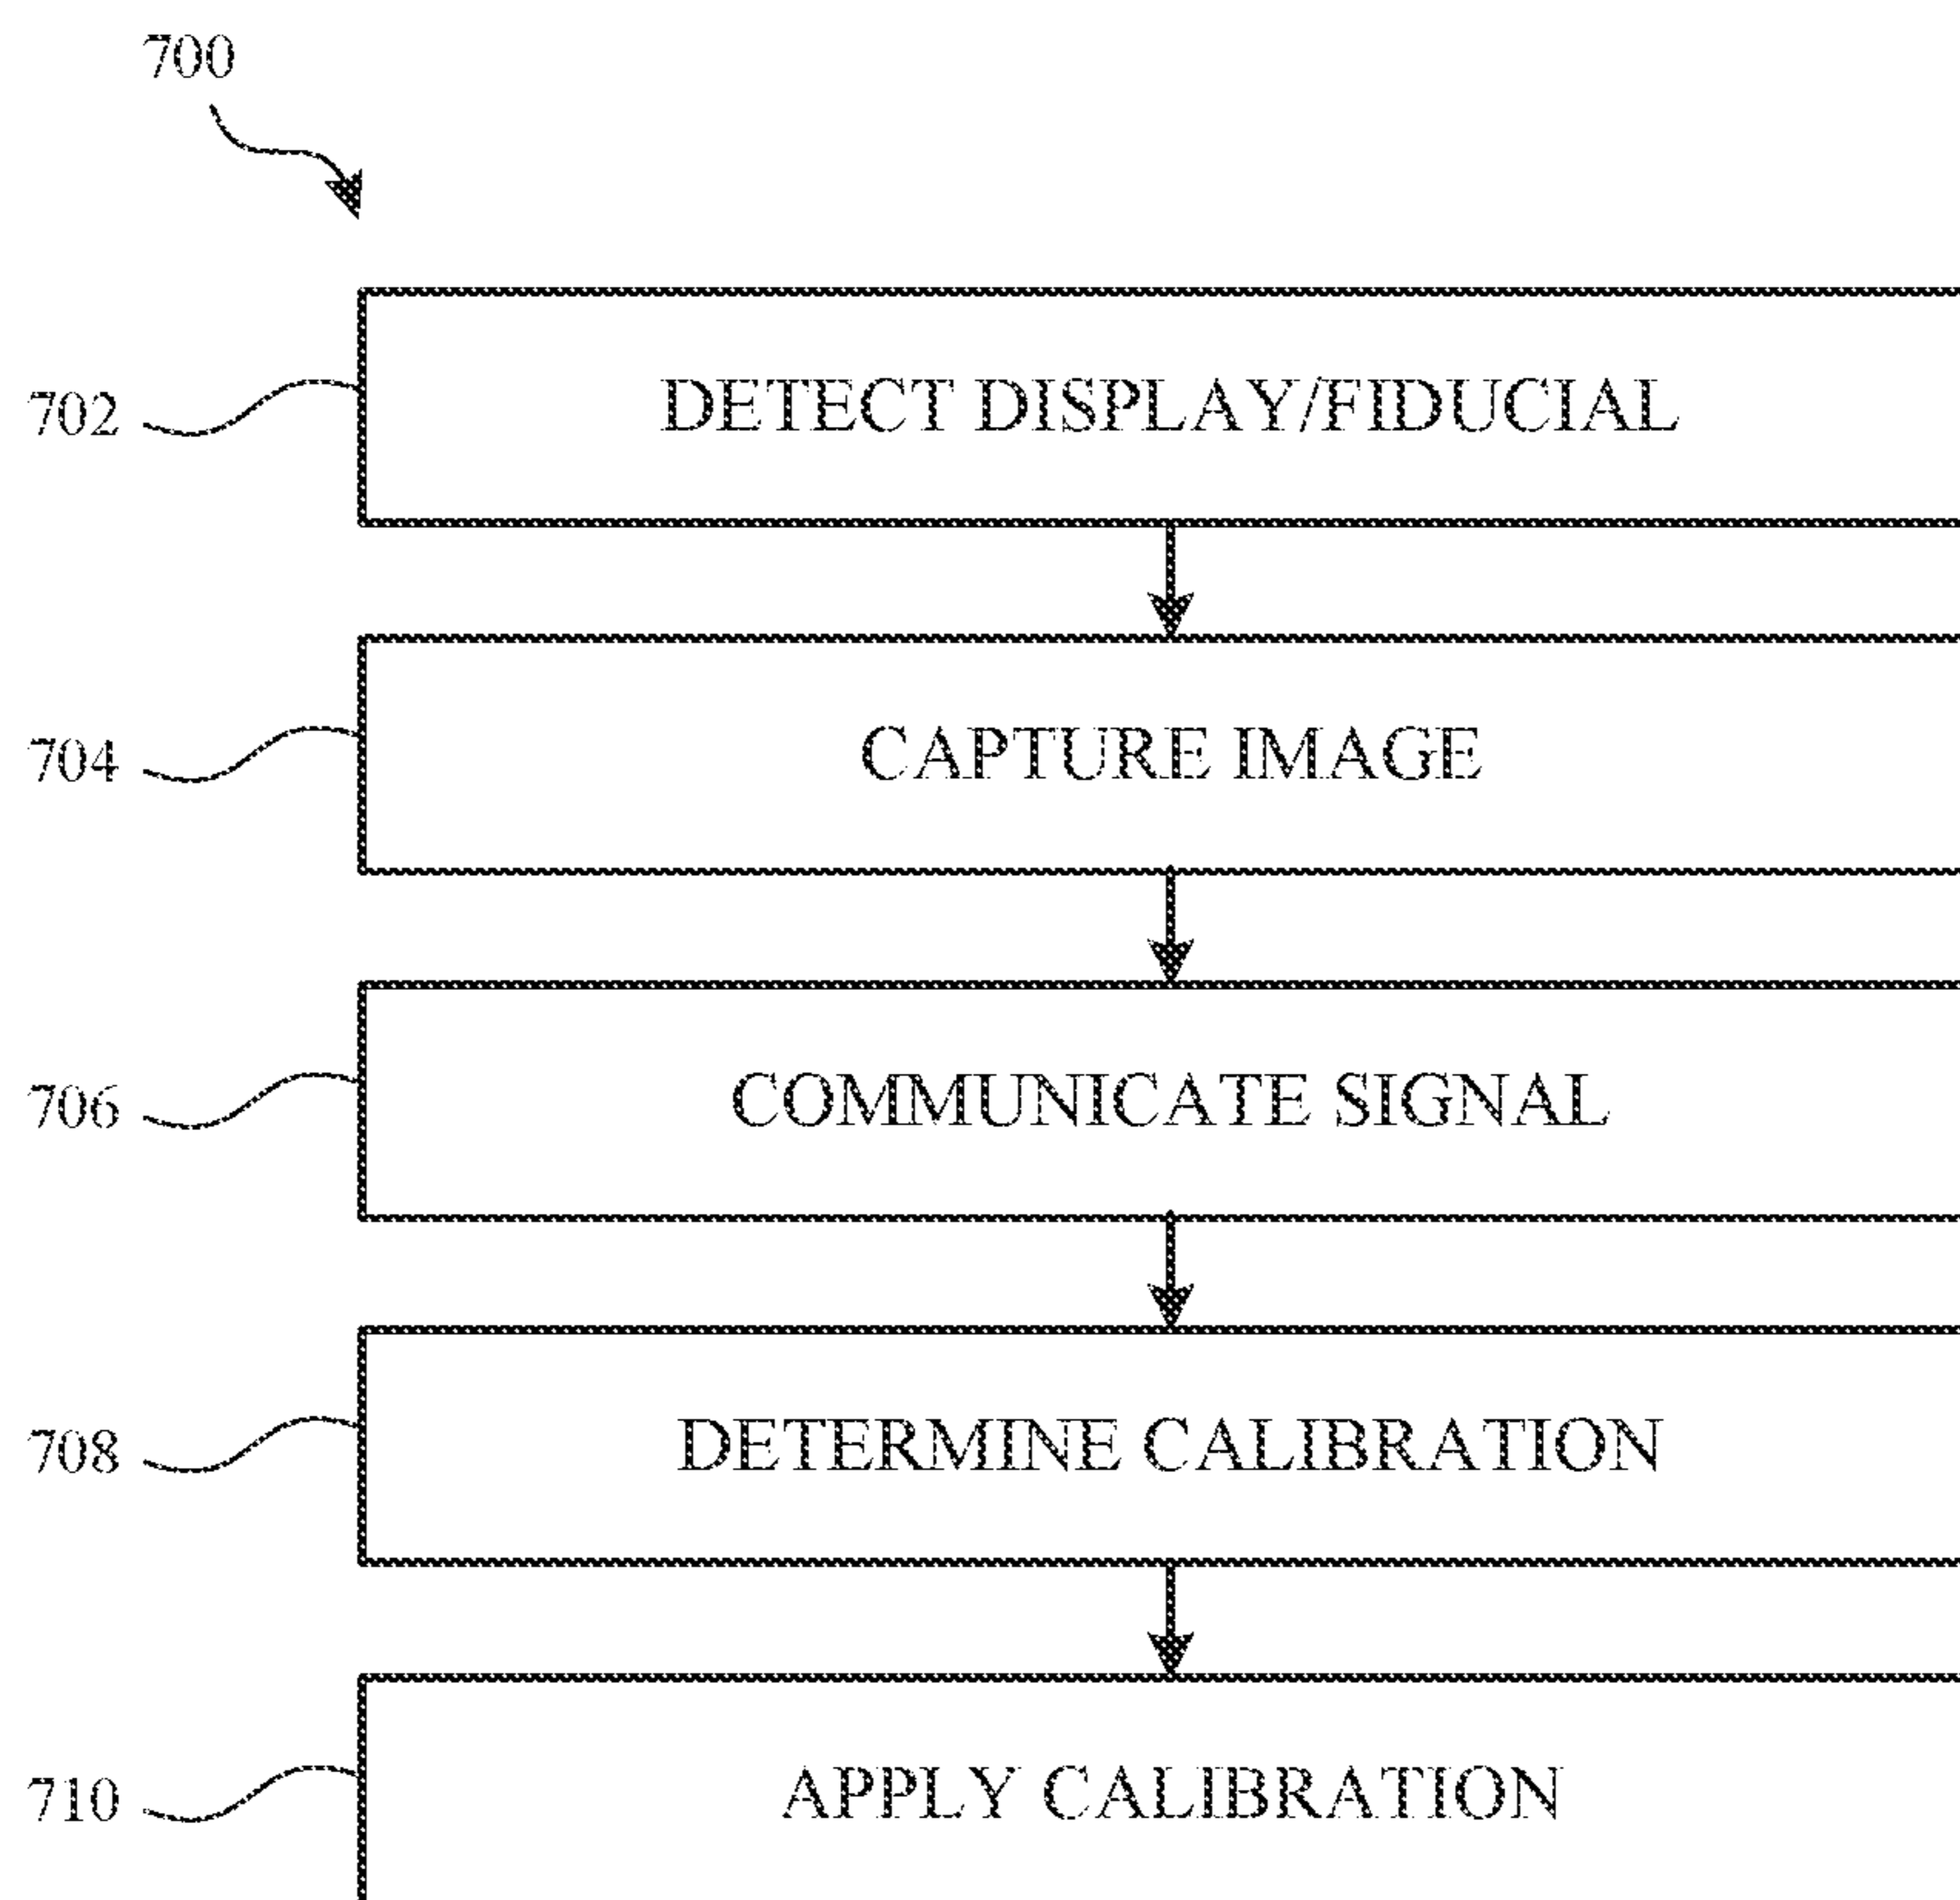 700
702 DETECT DISPLAY/FIDUCIAL
704 CAPTURE IMAGE
706 COMMUNICATE SIGNAL
708 DETERMINE CALIBRATION
710 APPLY CALIBRATION